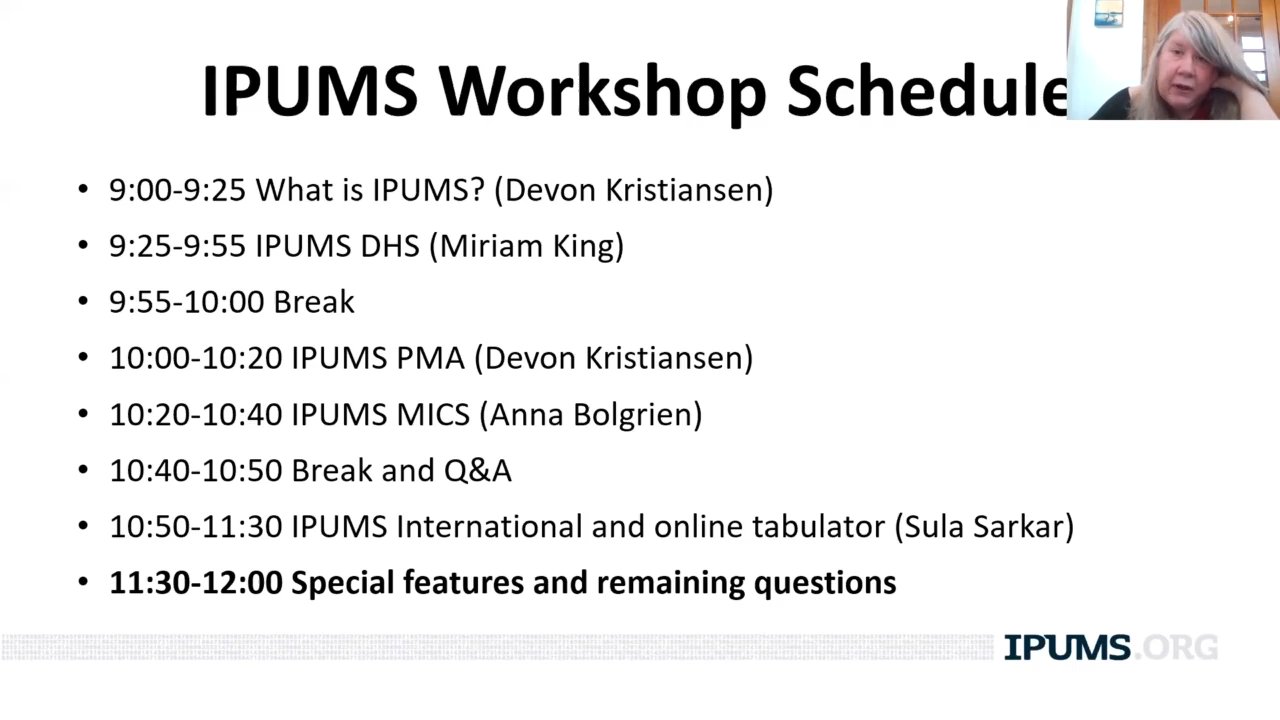 IPUMS Workshop Schedule
• 9:00-9:25 What is IPUMS? (Devon Kristiansen)
• 9:25-9:55 IPUMS DHS (Miriam King)
• 9:55-10:00 Break
• 10:00-10:20 IPUMS PMA (Devon Kristiansen)
• 10:20-10:40 IPUMS MICS (Anna Bolgrien)
• 10:40-10:50 Break and Q&A
• 10:50-11:30 IPUMS International and online tabulator (Sula Sarkar)
• 11:30-12:00 Special features and remaining questions
IPUMS.ORG